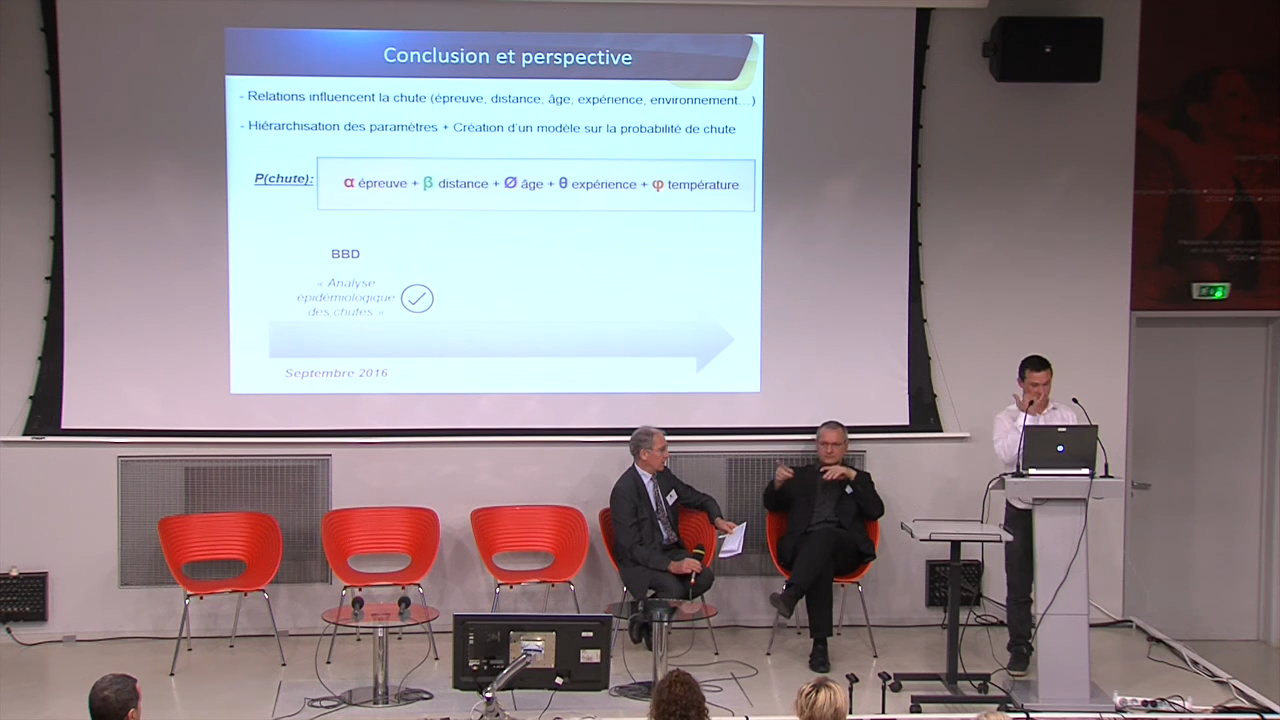 Conclusion et perspective
- Relations influencent la chute (épreuve, distance, âge, expérience, environnement...)
- Hiérarchisation des paramètres + Création d'un modèle sur la probabilité de chute
P(chute): α épreuve + β distance + Ø âge + θ expérience + φ température
BBD
« Analyse
épidémiologique
des chutes »
Septembre 2016